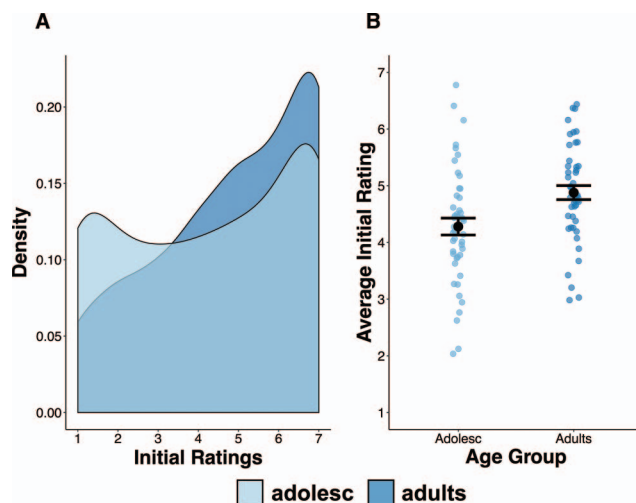 A
B
Density
0.20
0.15
0.10
0.05
0.00
1 2 3 4 5 6 7
Initial Ratings
Average Initial Rating
7
6
5
4
3
2
1
Adolesc Adults
Age Group
adolesc adults